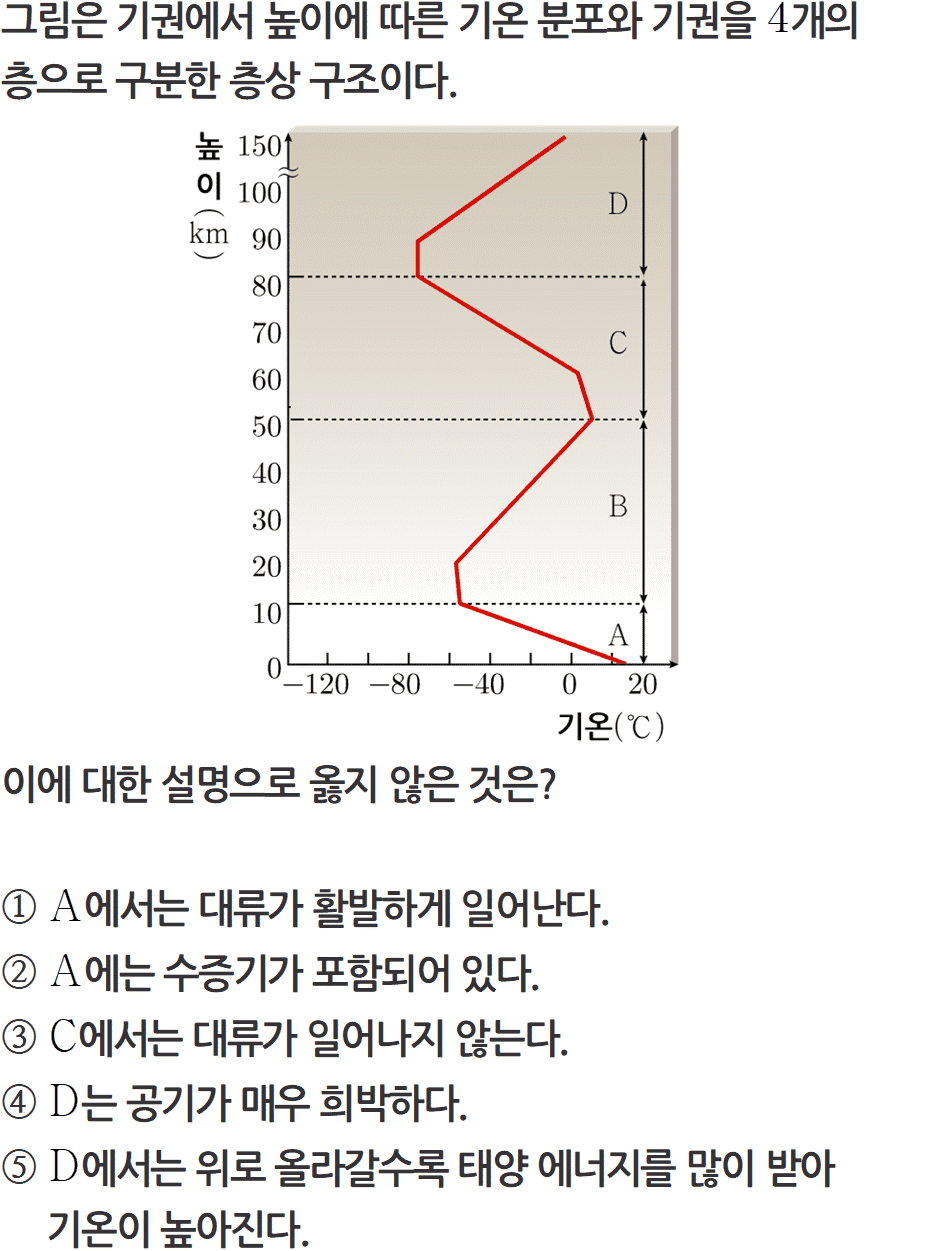 그림은 기권에서 높이에 따른 기온 분포와 기권을 4개의
층으로 구분한 층상 구조이다.
높이(km)
150
100
90
80
70
60
50
40
30
20
10
0
D
C
B
A
−120 −80 −40 0 20
기온(℃)
이에 대한 설명으로 옳지 않은 것은?
① A에서는 대류가 활발하게 일어난다.
② A에는 수증기가 포함되어 있다.
③ C에서는 대류가 일어나지 않는다.
④ D는 공기가 매우 희박하다.
⑤ D에서는 위로 올라갈수록 태양 에너지를 많이 받아
기온이 높아진다.